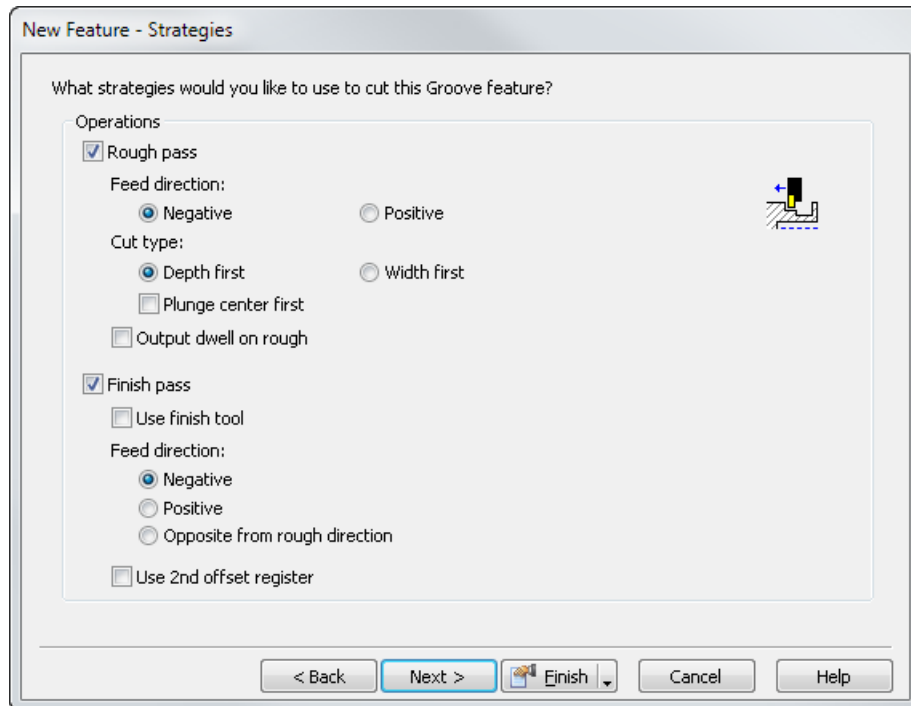 New Feature - Strategies
What strategies would you like to use to cut this Groove feature?
Operations
Rough pass
Feed direction:
Negative Positive
Cut type:
Depth first Width first
Plunge center first
Output dwell on rough
Finish pass
Use finish tool
Feed direction:
Negative
Positive
Opposite from rough direction
Use 2nd offset register
< Back Next > Finish Cancel Help